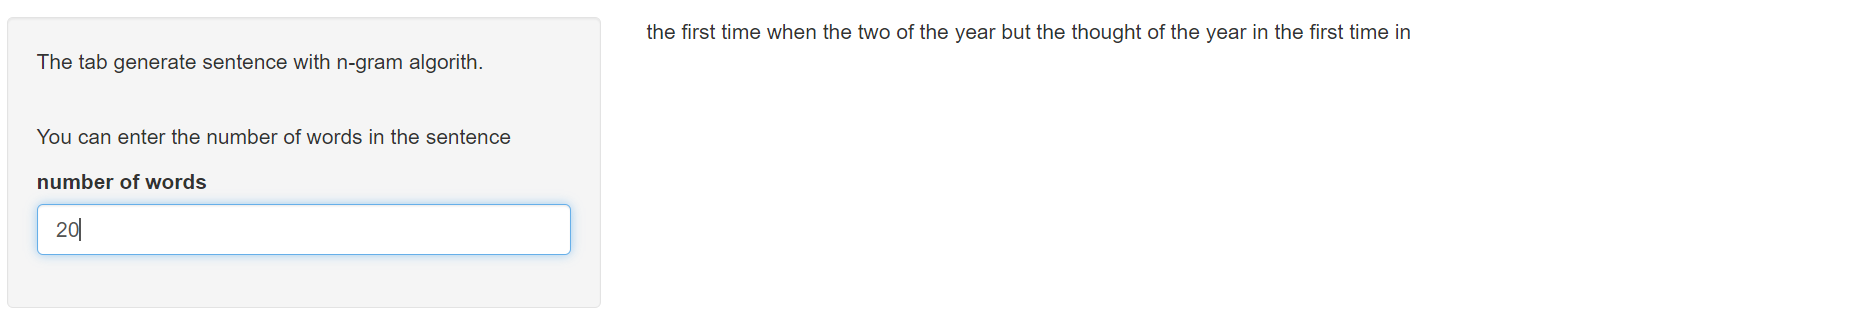 The tab generate sentence with n-gram algorith.
You can enter the number of words in the sentence
number of words
20
the first time when the two of the year but the thought of the year in the first time in